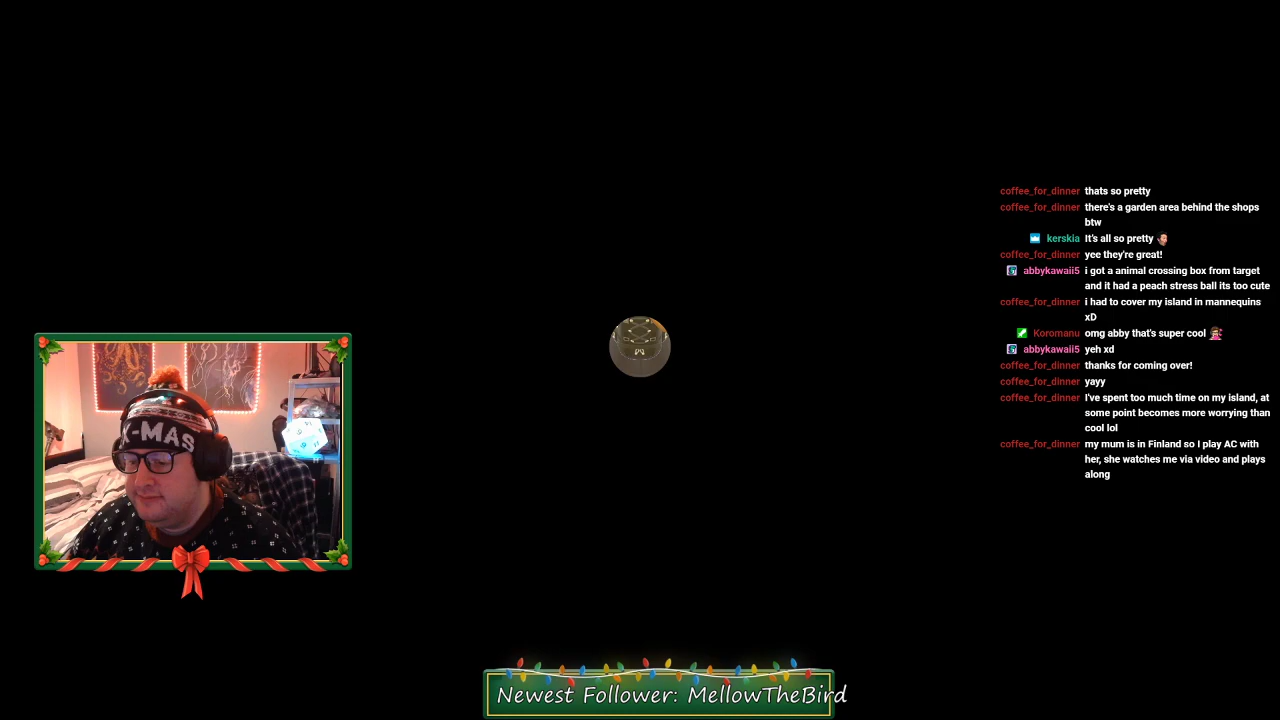 coffee_for_dinner thats so pretty
coffee_for_dinner there's a garden area behind the shops
btw
kerskia It's all so pretty
coffee_for_dinner yee they're great!
abbykawaii5 i got a animal crossing box from target
and it had a peach stress ball its too cute
coffee_for_dinner i had to cover my island in mannequins
xD
Koromanu omg abby that's super cool
abbykawaii5 yeh xd
coffee_for_dinner thanks for coming over!
coffee_for_dinner yayy
coffee_for_dinner I've spent too much time on my island, at
some point becomes more worrying than
cool lol
coffee_for_dinner my mum is in Finland so I play AC with
her, she watches me via video and plays
along
X-MAS
Newest Follower: MellowTheBird